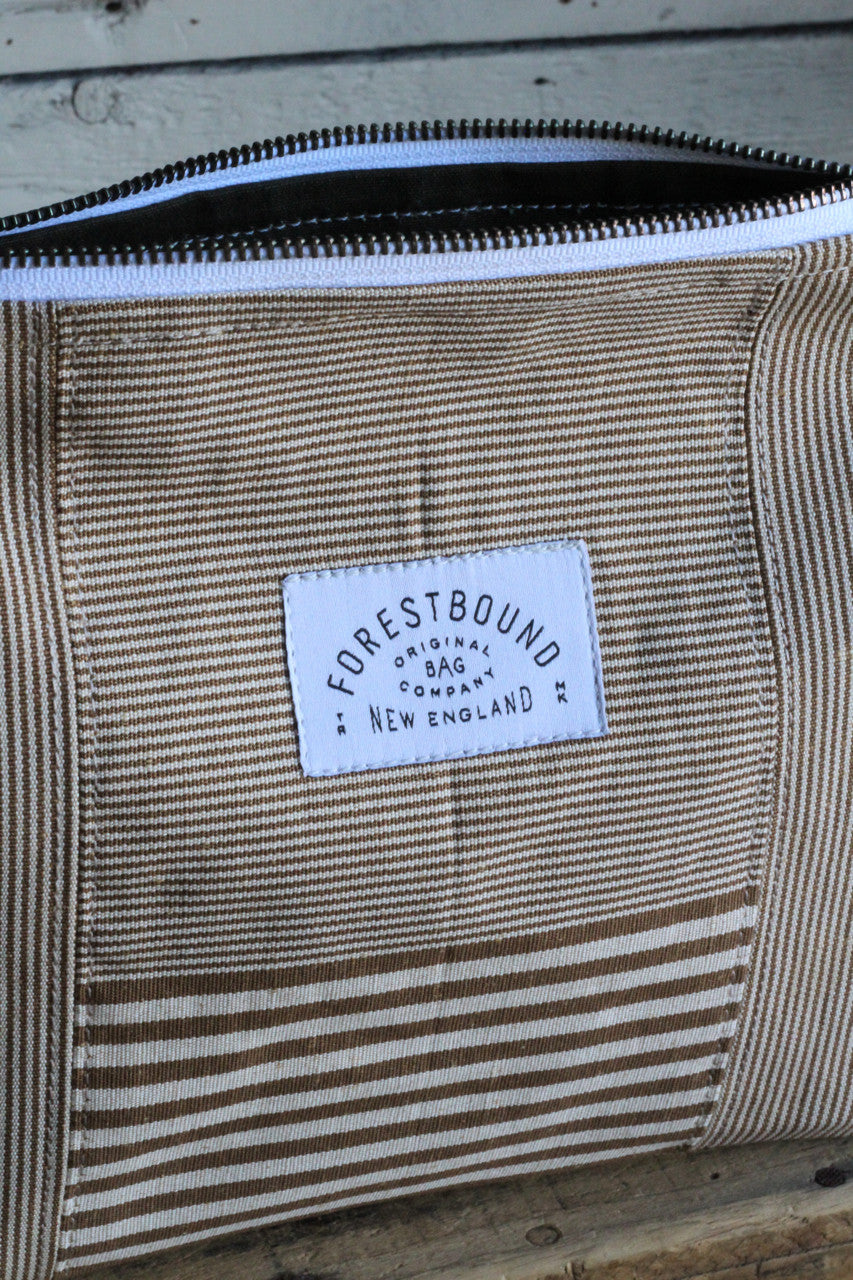 FORESTBOUND
ORIGINAL
BAG
COMPANY
TR NEW ENGLAND MK